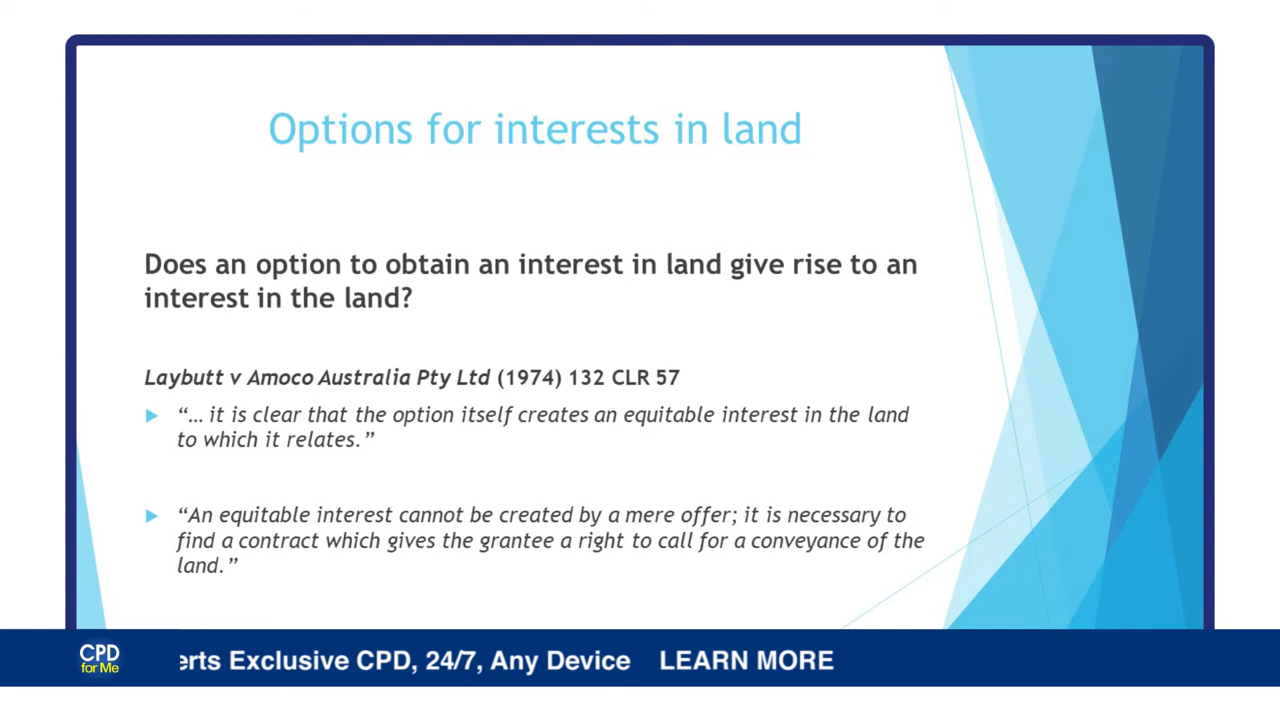 Options for interests in land
Does an option to obtain an interest in land give rise to an
interest in the land?
Laybutt v Amoco Australia Pty Ltd (1974) 132 CLR 57
“… it is clear that the option itself creates an equitable interest in the land
to which it relates.”
“An equitable interest cannot be created by a mere offer; it is necessary to
find a contract which gives the grantee a right to call for a conveyance of the
land.”
CPD
for Me
erts Exclusive CPD, 24/7, Any Device LEARN MORE